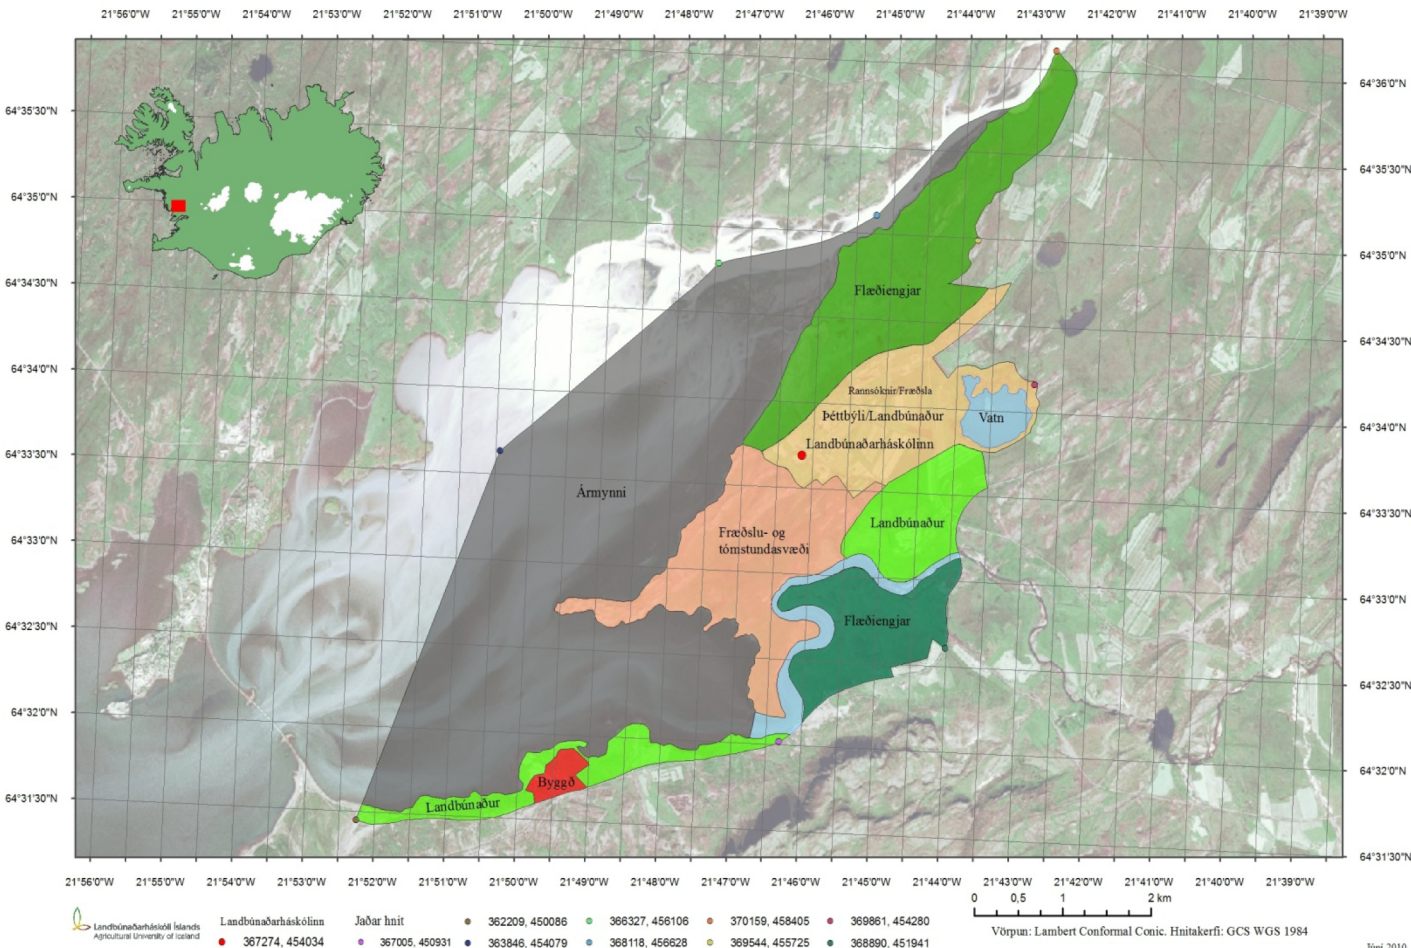 21°56'0"W 21°55'0"W 21°54'0"W 21°53'0"W 21°52'0"W 21°51'0"W 21°50'0"W 21°49'0"W 21°48'0"W 21°47'0"W 21°46'0"W 21°45'0"W 21°44'0"W 21°43'0"W 21°42'0"W 21°41'0"W 21°40'0"W 21°39'0"W
64°36'0"N
64°35'30"N
64°35'30"N
64°35'0"N
64°35'0"N
64°34'30"N
Flæðiengjar
64°34'30"N
64°34'0"N
Rannsóknir/Fræðsla
Þéttbýli/Landbúnaður
Vatn
64°34'0"N
Landbúnaðarháskólinn
64°33'30"N
Ármynni
64°33'30"N
Landbúnaður
Fræðslu- og
tómstundasvæði
64°33'0"N
64°33'0"N
Flæðiengjar
64°32'30"N
64°32'30"N
64°32'0"N
64°32'0"N
Byggð
64°31'30"N
Landbúnaður
64°31'30"N
21°56'0"W 21°55'0"W 21°54'0"W 21°53'0"W 21°52'0"W 21°51'0"W 21°50'0"W 21°49'0"W 21°48'0"W 21°47'0"W 21°46'0"W 21°45'0"W 21°44'0"W 21°43'0"W 21°42'0"W 21°41'0"W 21°40'0"W 21°39'0"W
Landbúnaðarháskóli Íslands
Agricultural University of Iceland
Landbúnaðarháskólinn
367274, 454034
Jaðar hnit
367005, 450931
362209, 450086
363846, 454079
366327, 456106
368118, 456628
370159, 458405
369544, 455725
369861, 454280
368890, 451941
0 0,5 1 2 km
Vörpun: Lambert Conformal Conic. Hnitakerfi: GCS WGS 1984
Júní 2010